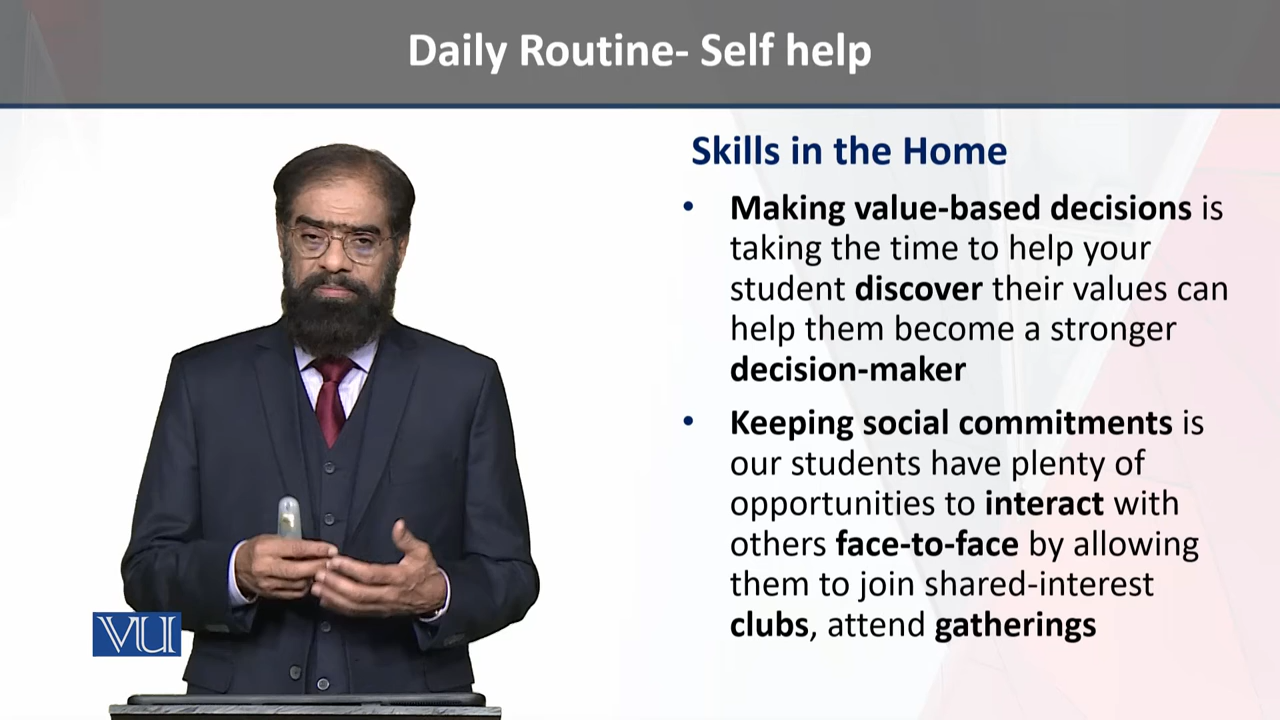 Daily Routine- Self help
Skills in the Home
• Making value-based decisions is
taking the time to help your
student discover their values can
help them become a stronger
decision-maker
• Keeping social commitments is
our students have plenty of
opportunities to interact with
others face-to-face by allowing
them to join shared-interest
clubs, attend gatherings
VU